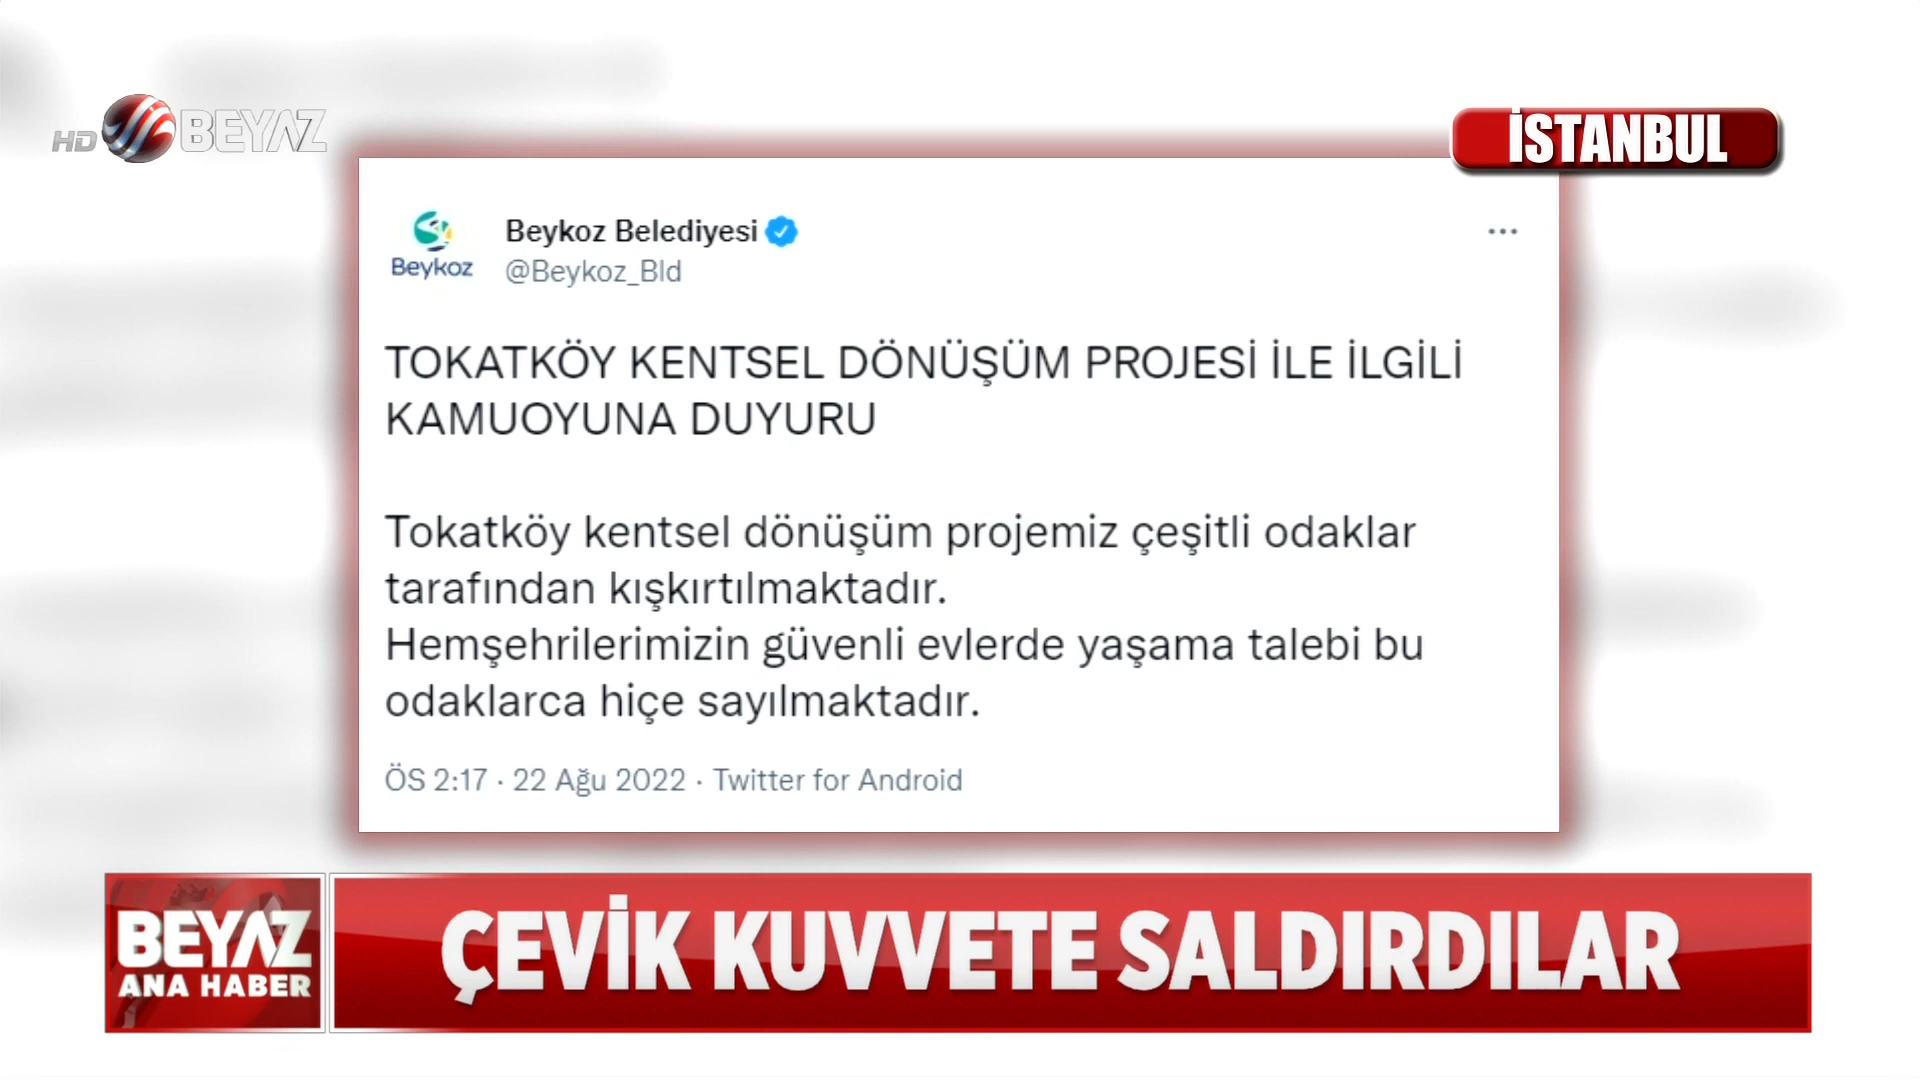 HD BEYAZ
İSTANBUL
Beykoz Belediyesi
Beykoz
@Beykoz_Bld
TOKATKÖY KENTSEL DÖNÜŞÜM PROJESİ İLE İLGİLİ
KAMUOYUNA DUYURU
Tokatköy kentsel dönüşüm projemiz çeşitli odaklar
tarafından kışkırtılmaktadır.
Hemşehrilerimizin güvenli evlerde yaşama talebi bu
odaklarca hiçe sayılmaktadır.
ÖS 2:17 · 22 Ağu 2022 · Twitter for Android
BEYAZ
ANA HABER
ÇEVİK KUVVETE SALDIRDILAR